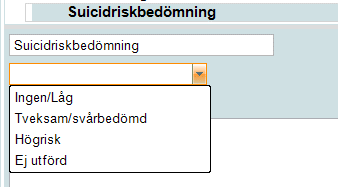 Suicidriskbedömning
Suicidriskbedömning
Ingen/Låg
Tveksam/svårbedömd
Högrisk
Ej utförd